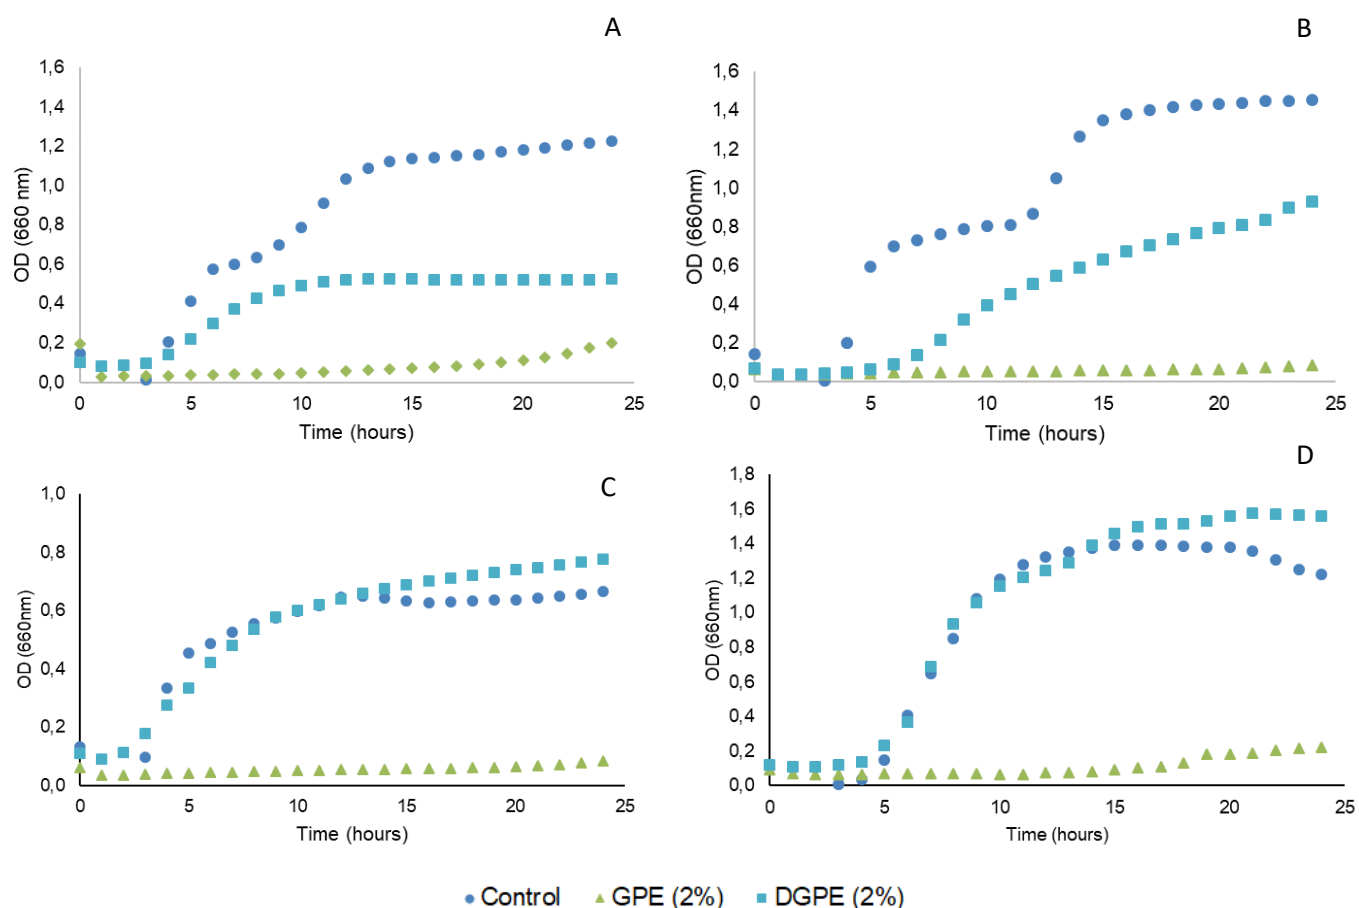 A
1,6
1,4
1,2
1,0
0,8
0,6
0,4
0,2
0,0
OD (660 nm)
0 5 10 15 20 25
Time (hours)
B
1,6
1,4
1,2
1,0
0,8
0,6
0,4
0,2
0,0
OD (660nm)
0 5 10 15 20 25
Time (hours)
C
1,0
0,8
0,6
0,4
0,2
0,0
OD (660nm)
0 5 10 15 20 25
Time (hours)
D
1,8
1,6
1,4
1,2
1,0
0,8
0,6
0,4
0,2
0,0
OD (660nm)
0 5 10 15 20 25
Time (hours)
Control GPE (2%) DGPE (2%)